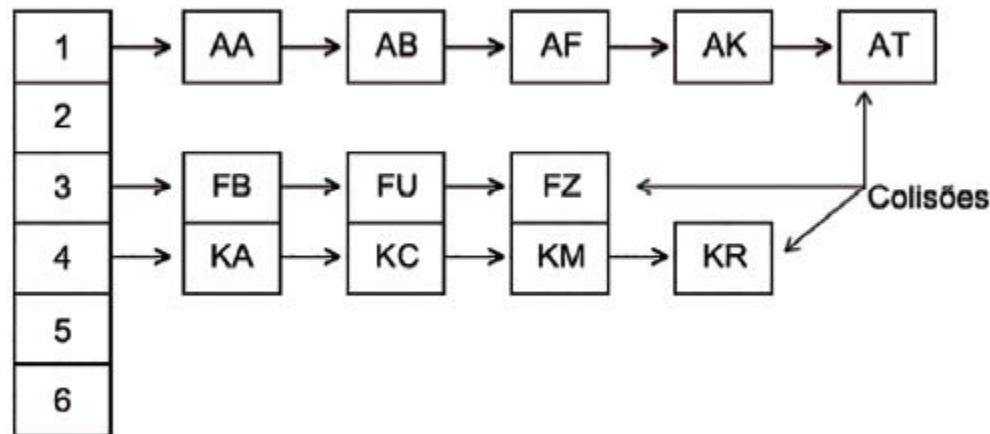 1 AA AB AF AK AT
2
3 FB FU FZ Colisões
4 KA KC KM KR
5
6